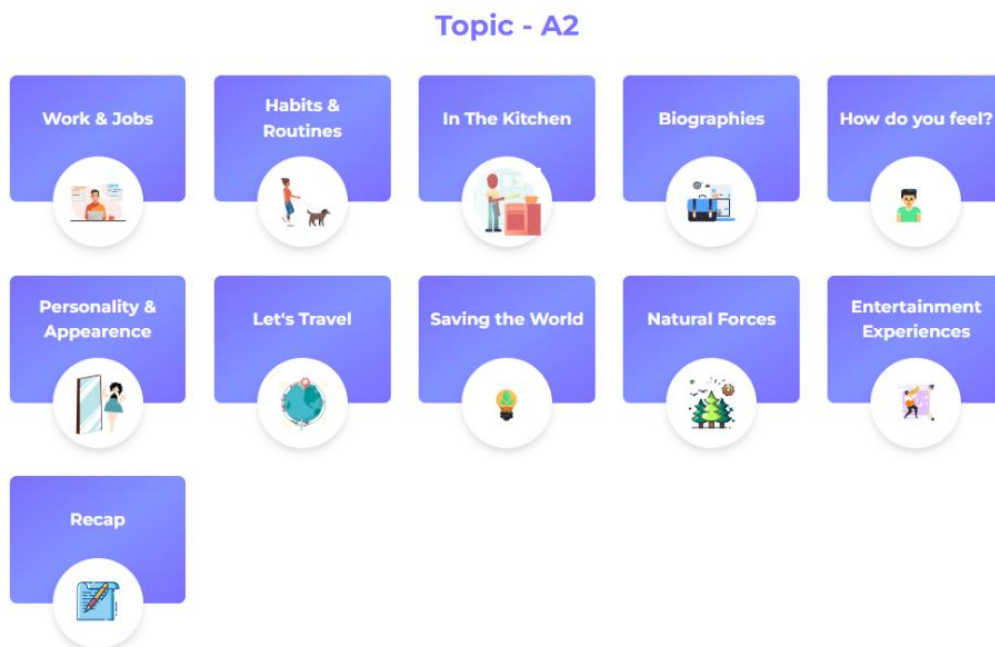 Topic - A2
Work & Jobs
Habits &
Routines
In The Kitchen
Biographies
How do you feel?
Personality &
Appearence
Let's Travel
Saving the World
Natural Forces
Entertainment
Experiences
Recap